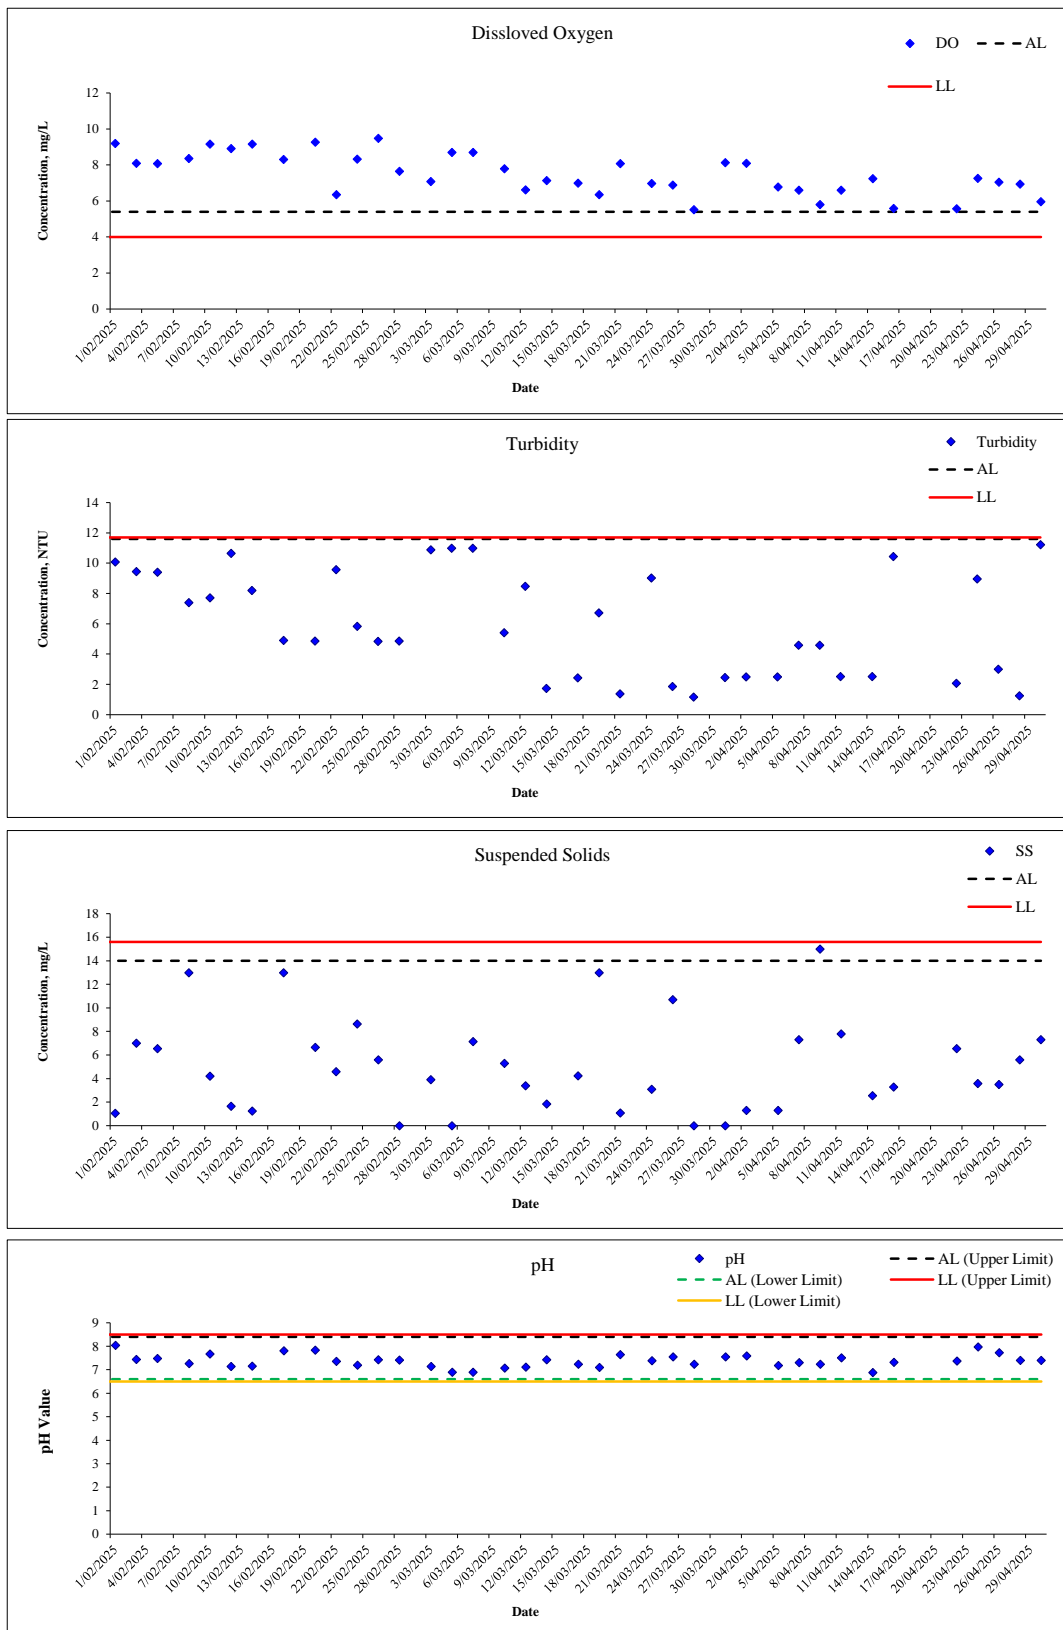 Dissloved Oxygen
DO AL
LL
Concentration, mg/L
12
10
8
6
4
2
0
1/02/2025 4/02/2025 7/02/2025 10/02/2025 13/02/2025 16/02/2025 19/02/2025 22/02/2025 25/02/2025 28/02/2025 3/03/2025 6/03/2025 9/03/2025 12/03/2025 15/03/2025 18/03/2025 21/03/2025 24/03/2025 27/03/2025 30/03/2025 2/04/2025 5/04/2025 8/04/2025 11/04/2025 14/04/2025 17/04/2025 20/04/2025 23/04/2025 26/04/2025 29/04/2025
Date
Turbidity
Turbidity
AL
LL
Concentration, NTU
14
12
10
8
6
4
2
0
1/02/2025 4/02/2025 7/02/2025 10/02/2025 13/02/2025 16/02/2025 19/02/2025 22/02/2025 25/02/2025 28/02/2025 3/03/2025 6/03/2025 9/03/2025 12/03/2025 15/03/2025 18/03/2025 21/03/2025 24/03/2025 27/03/2025 30/03/2025 2/04/2025 5/04/2025 8/04/2025 11/04/2025 14/04/2025 17/04/2025 20/04/2025 23/04/2025 26/04/2025 29/04/2025
Date
Suspended Solids
SS
AL
LL
Concentration, mg/L
18
16
14
12
10
8
6
4
2
0
1/02/2025 4/02/2025 7/02/2025 10/02/2025 13/02/2025 16/02/2025 19/02/2025 22/02/2025 25/02/2025 28/02/2025 3/03/2025 6/03/2025 9/03/2025 12/03/2025 15/03/2025 18/03/2025 21/03/2025 24/03/2025 27/03/2025 30/03/2025 2/04/2025 5/04/2025 8/04/2025 11/04/2025 14/04/2025 17/04/2025 20/04/2025 23/04/2025 26/04/2025 29/04/2025
Date
pH
pH AL (Upper Limit)
AL (Lower Limit) LL (Upper Limit)
LL (Lower Limit)
pH Value
9
8
7
6
5
4
3
2
1
0
1/02/2025 4/02/2025 7/02/2025 10/02/2025 13/02/2025 16/02/2025 19/02/2025 22/02/2025 25/02/2025 28/02/2025 3/03/2025 6/03/2025 9/03/2025 12/03/2025 15/03/2025 18/03/2025 21/03/2025 24/03/2025 27/03/2025 30/03/2025 2/04/2025 5/04/2025 8/04/2025 11/04/2025 14/04/2025 17/04/2025 20/04/2025 23/04/2025 26/04/2025 29/04/2025
Date